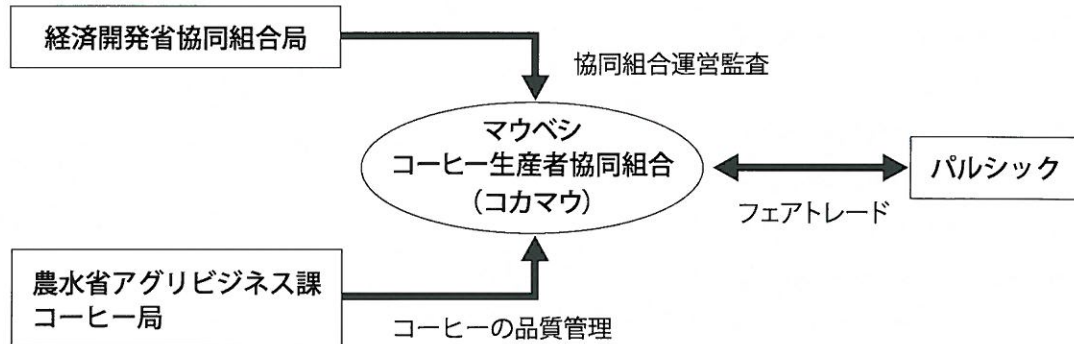 経済開発省協同組合局
協同組合運営監査
マウベシ
コーヒー生産者協同組合
（コカマウ）
パルシック
フェアトレード
農水省アグリビジネス課
コーヒー局
コーヒーの品質管理